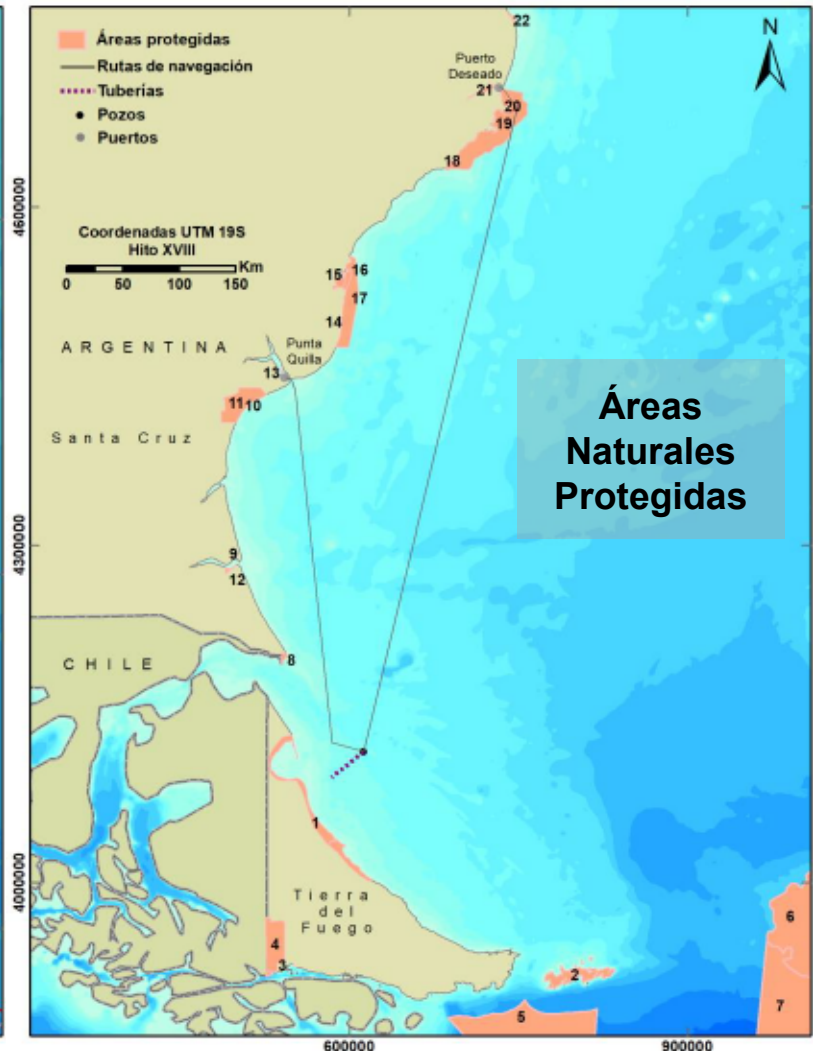 Áreas protegidas
Rutas de navegación
Tuberías
Pozos
Puertos
Coordenadas UTM 19S
Hito XVIII
Km
0 50 100 150
N
22
Puerto
Deseado
21
20
19
18
15 16
17
14
ARGENTINA
Punta
Quilla
13
11 10
Santa Cruz
Áreas
Naturales
Protegidas
9
12
8
CHILE
1
Tierra
del
Fuego
4
3
2
5
6
7
4600000
4300000
4000000
600000
900000